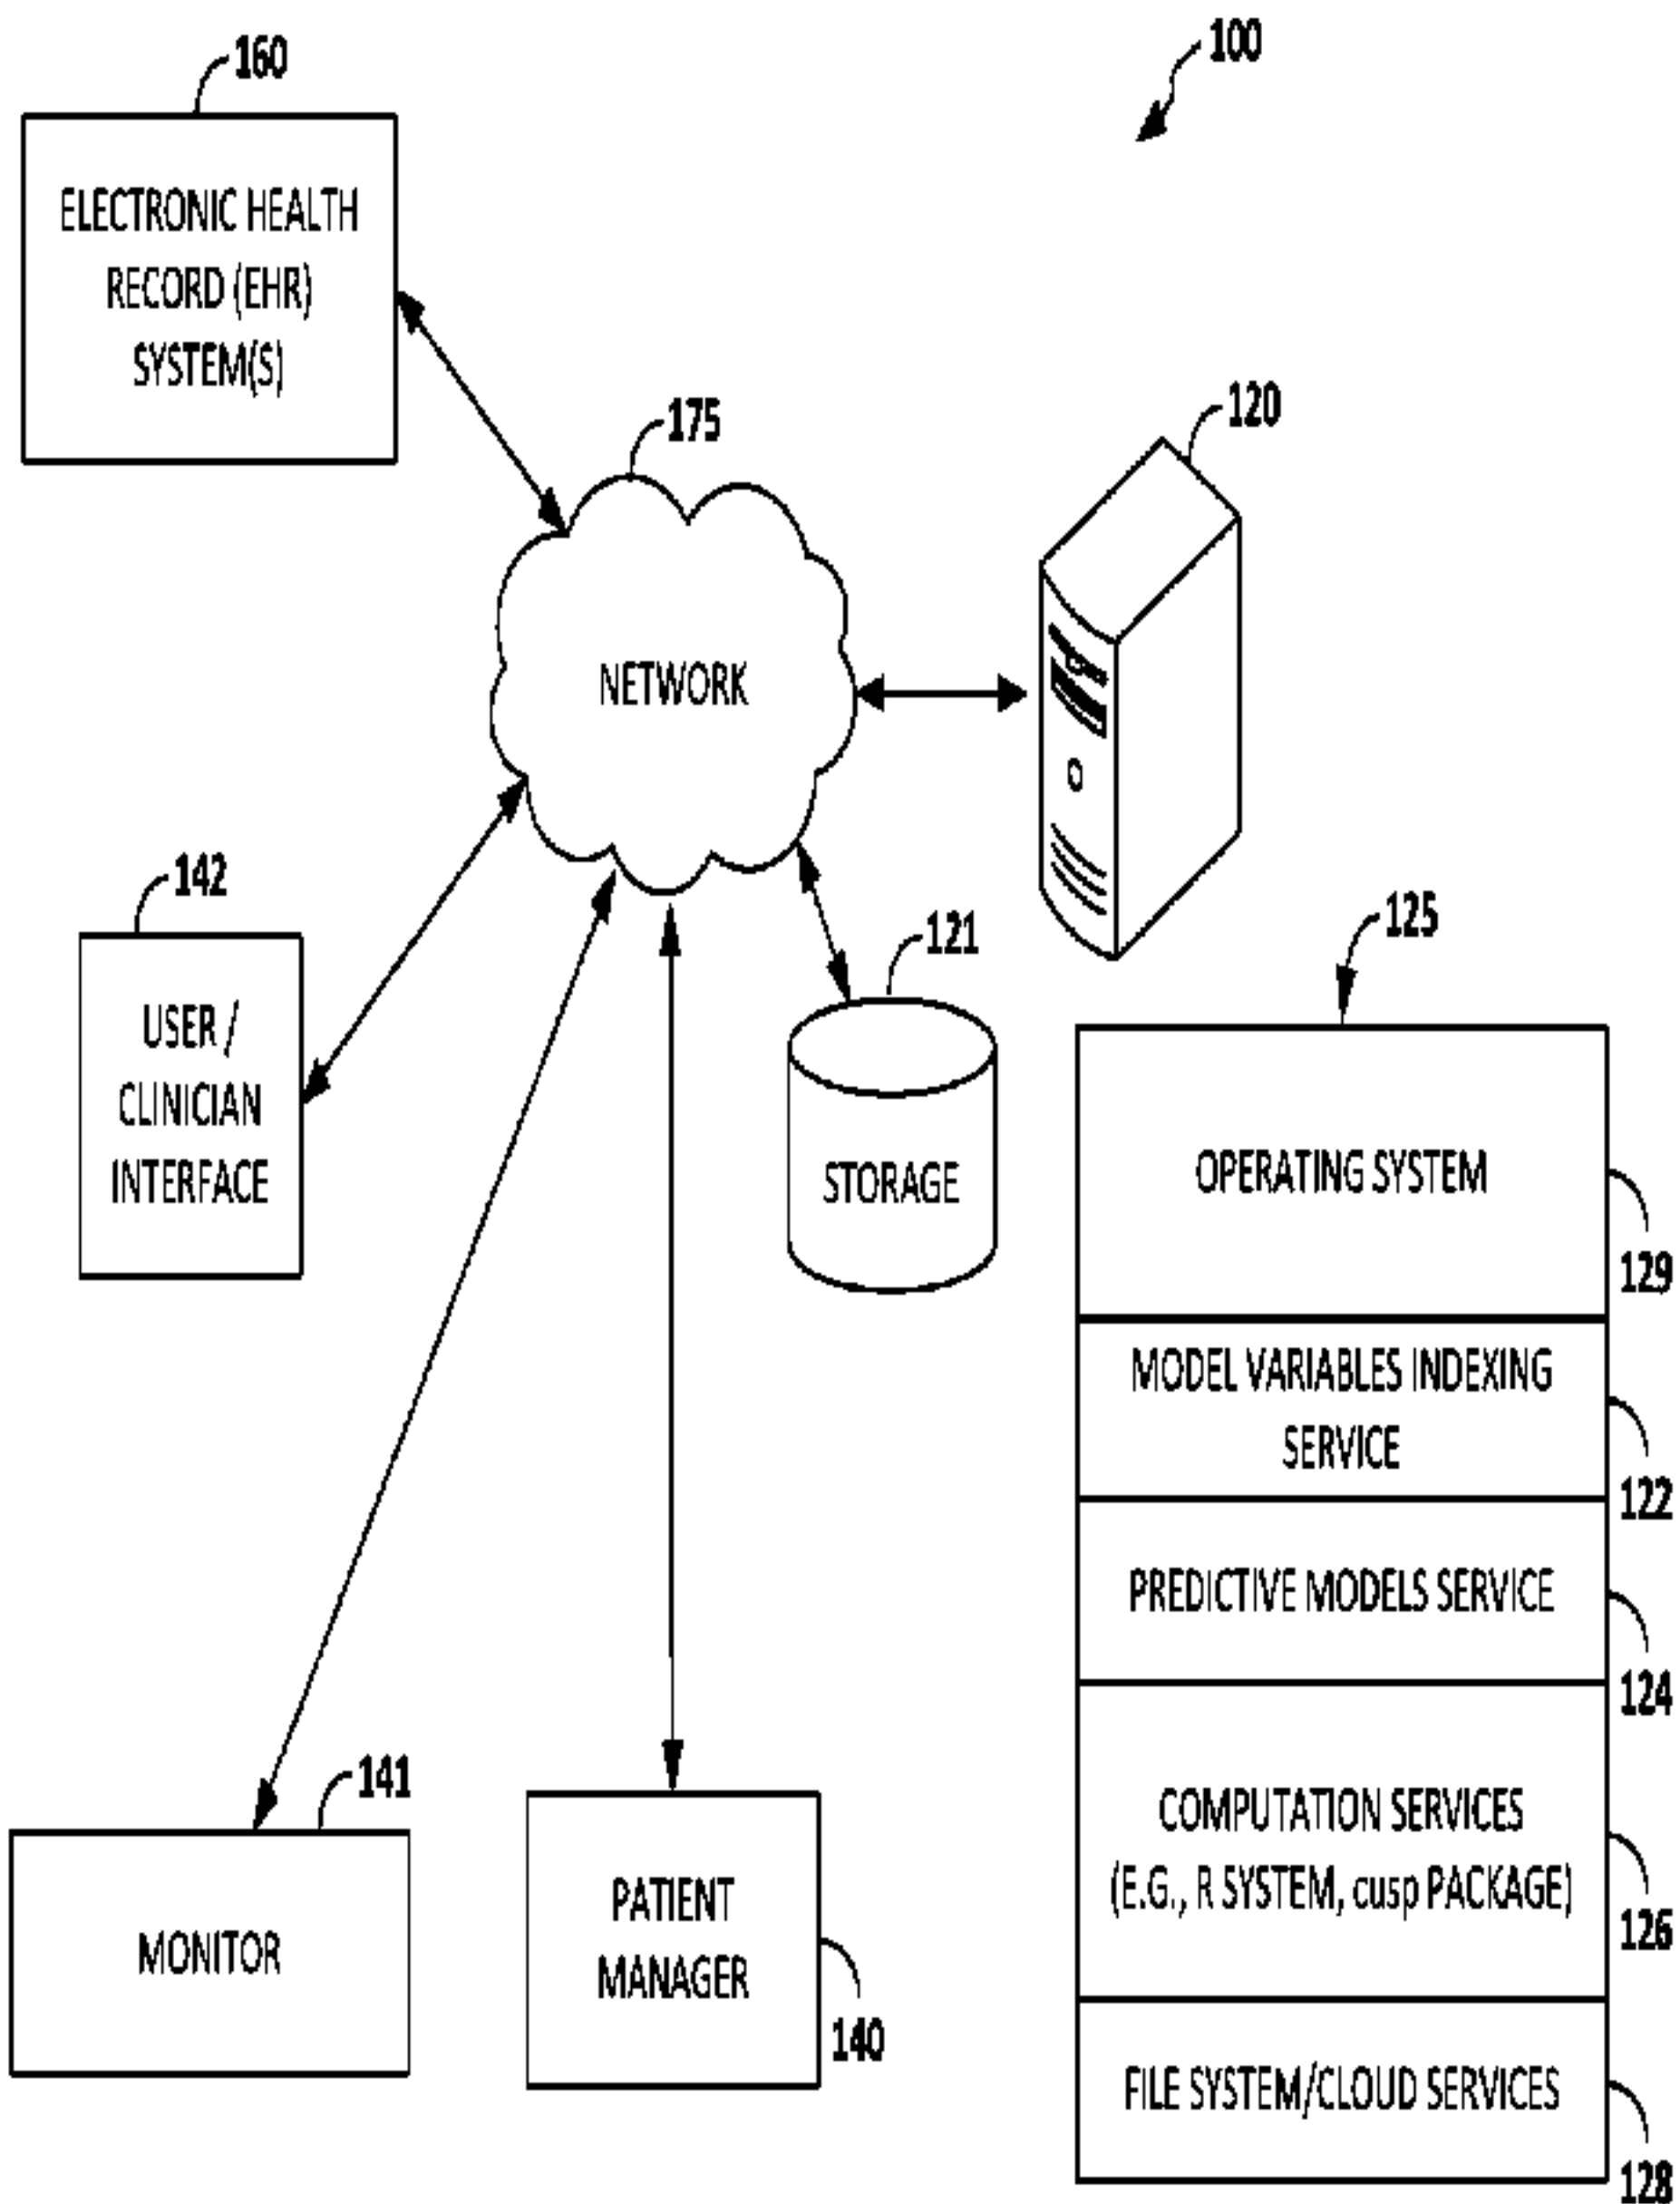 160
100
ELECTRONIC HEALTH
RECORD (EHR)
SYSTEM(S)
175
120
NETWORK
142
121
125
USER /
CLINICIAN
INTERFACE
STORAGE
OPERATING SYSTEM
129
MODEL VARIABLES INDEXING
SERVICE
122
PREDICTIVE MODELS SERVICE
124
141
MONITOR
PATIENT
MANAGER
140
COMPUTATION SERVICES
(E.G., R SYSTEM, cusp PACKAGE)
126
FILE SYSTEM/CLOUD SERVICES
128